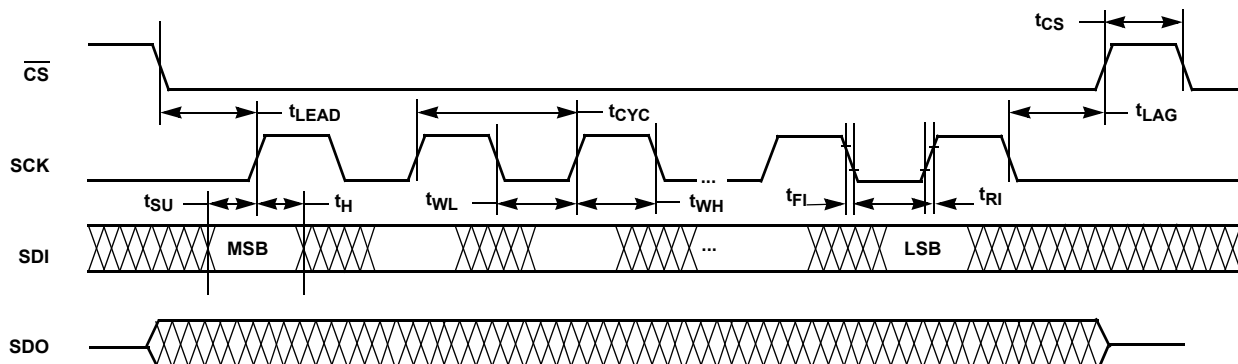 tCS
CS
tLEAD
tCYC
tLAG
SCK
...
tSU
tH
tWL
tWH
tFI
tRI
SDI
MSB
...
LSB
SDO